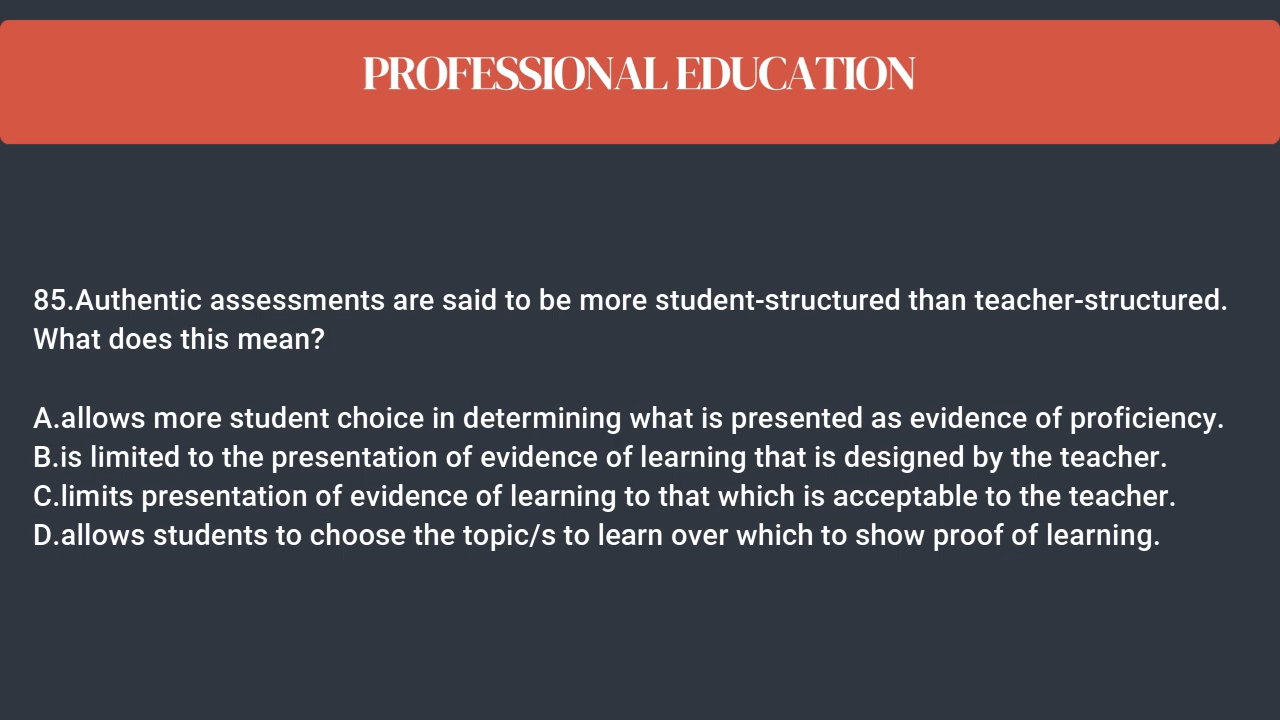 PROFESSIONAL EDUCATION
85.Authentic assessments are said to be more student-structured than teacher-structured.
What does this mean?
A.allows more student choice in determining what is presented as evidence of proficiency.
B.is limited to the presentation of evidence of learning that is designed by the teacher.
C.limits presentation of evidence of learning to that which is acceptable to the teacher.
D.allows students to choose the topic/s to learn over which to show proof of learning.